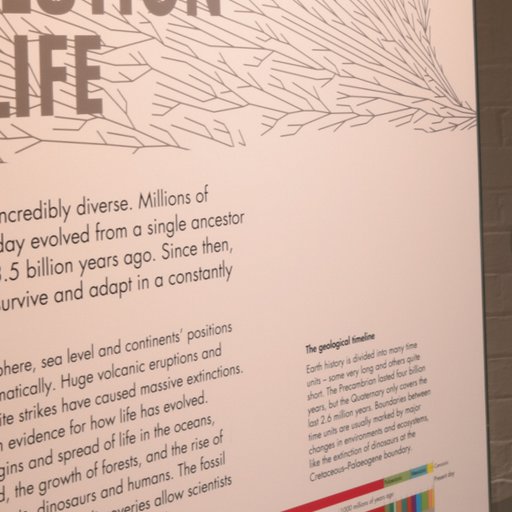 LIFE
ncredibly diverse. Millions of
day evolved from a single ancestor
3.5 billion years ago. Since then,
urvive and adapt in a constantly
phere, sea level and continents' positions
matically. Huge volcanic eruptions and
ite strikes have caused massive extinctions.
evidence for how life has evolved.
gins and spread of life in the oceans,
d, the growth of forests, and the rise of
dinosaurs and humans. The fossil
overies allow scientists
The geological timeline
Earth history is divided into many time
units – some very long and others quite
short. The Precambrian lasted four billion
years, but the Quaternary only covers the
last 2.6 million years. Boundaries between
time units are usually marked by major
changes in environments and ecosystems,
like the extinction of dinosaurs at the
Cretaceous–Palaeogene boundary.
Cenozoic
Present day
1000 millions of years ago